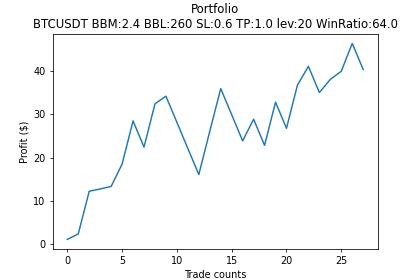 Portfolio
BTCUSDT BBM:2.4 BBL:260 SL:0.6 TP:1.0 lev:20 WinRatio:64.0
40
30
20
10
0
Profit ($)
0 5 10 15 20 25
Trade counts